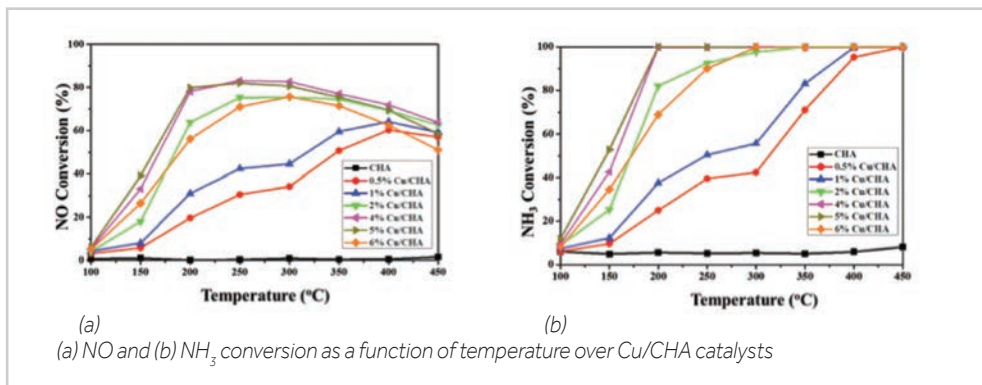 100
80
60
40
20
0
NO Conversion (%)
CHA
0.5% Cu/CHA
1% Cu/CHA
2% Cu/CHA
4% Cu/CHA
5% Cu/CHA
6% Cu/CHA
100 150 200 250 300 350 400 450
Temperature (°C)
(a)
100
80
60
40
20
0
NH₃ Conversion (%)
CHA
0.5% Cu/CHA
1% Cu/CHA
2% Cu/CHA
4% Cu/CHA
5% Cu/CHA
6% Cu/CHA
100 150 200 250 300 350 400 450
Temperature (°C)
(b)
(a) NO and (b) NH₃ conversion as a function of temperature over Cu/CHA catalysts